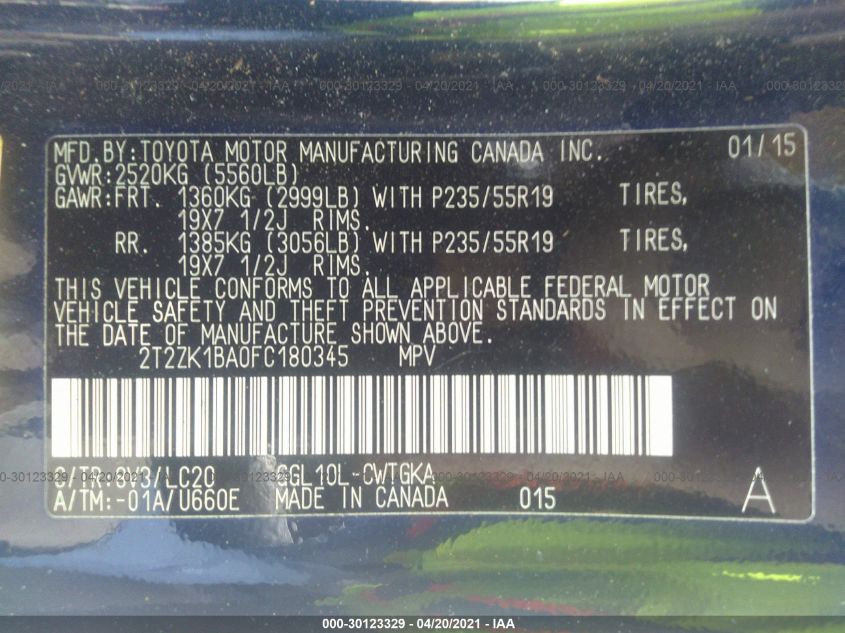 000-30123329 - 04/20/2021 - IAA
MFD.BY:TOYOTA MOTOR MANUFACTURING CANADA INC. 01/15
GVWR:2520KG (5560LB)
GAWR:FRT. 1360KG (2999LB) WITH P235/55R19 TIRES,
19X7 1/2J RIMS.
RR. 1385KG (3056LB) WITH P235/55R19 TIRES,
19X7 1/2J RIMS.
THIS VEHICLE CONFORMS TO ALL APPLICABLE FEDERAL MOTOR
VEHICLE SAFETY AND THEFT PREVENTION STANDARDS IN EFFECT ON
THE DATE OF MANUFACTURE SHOWN ABOVE.
2T2ZK1BA0FC180345 MPV
C/TR:8V3/LC20 GGL10L-CWTGKA
A/TM:-01A/U660E MADE IN CANADA 015 A
000-30123329 - 04/20/2021 - IAA